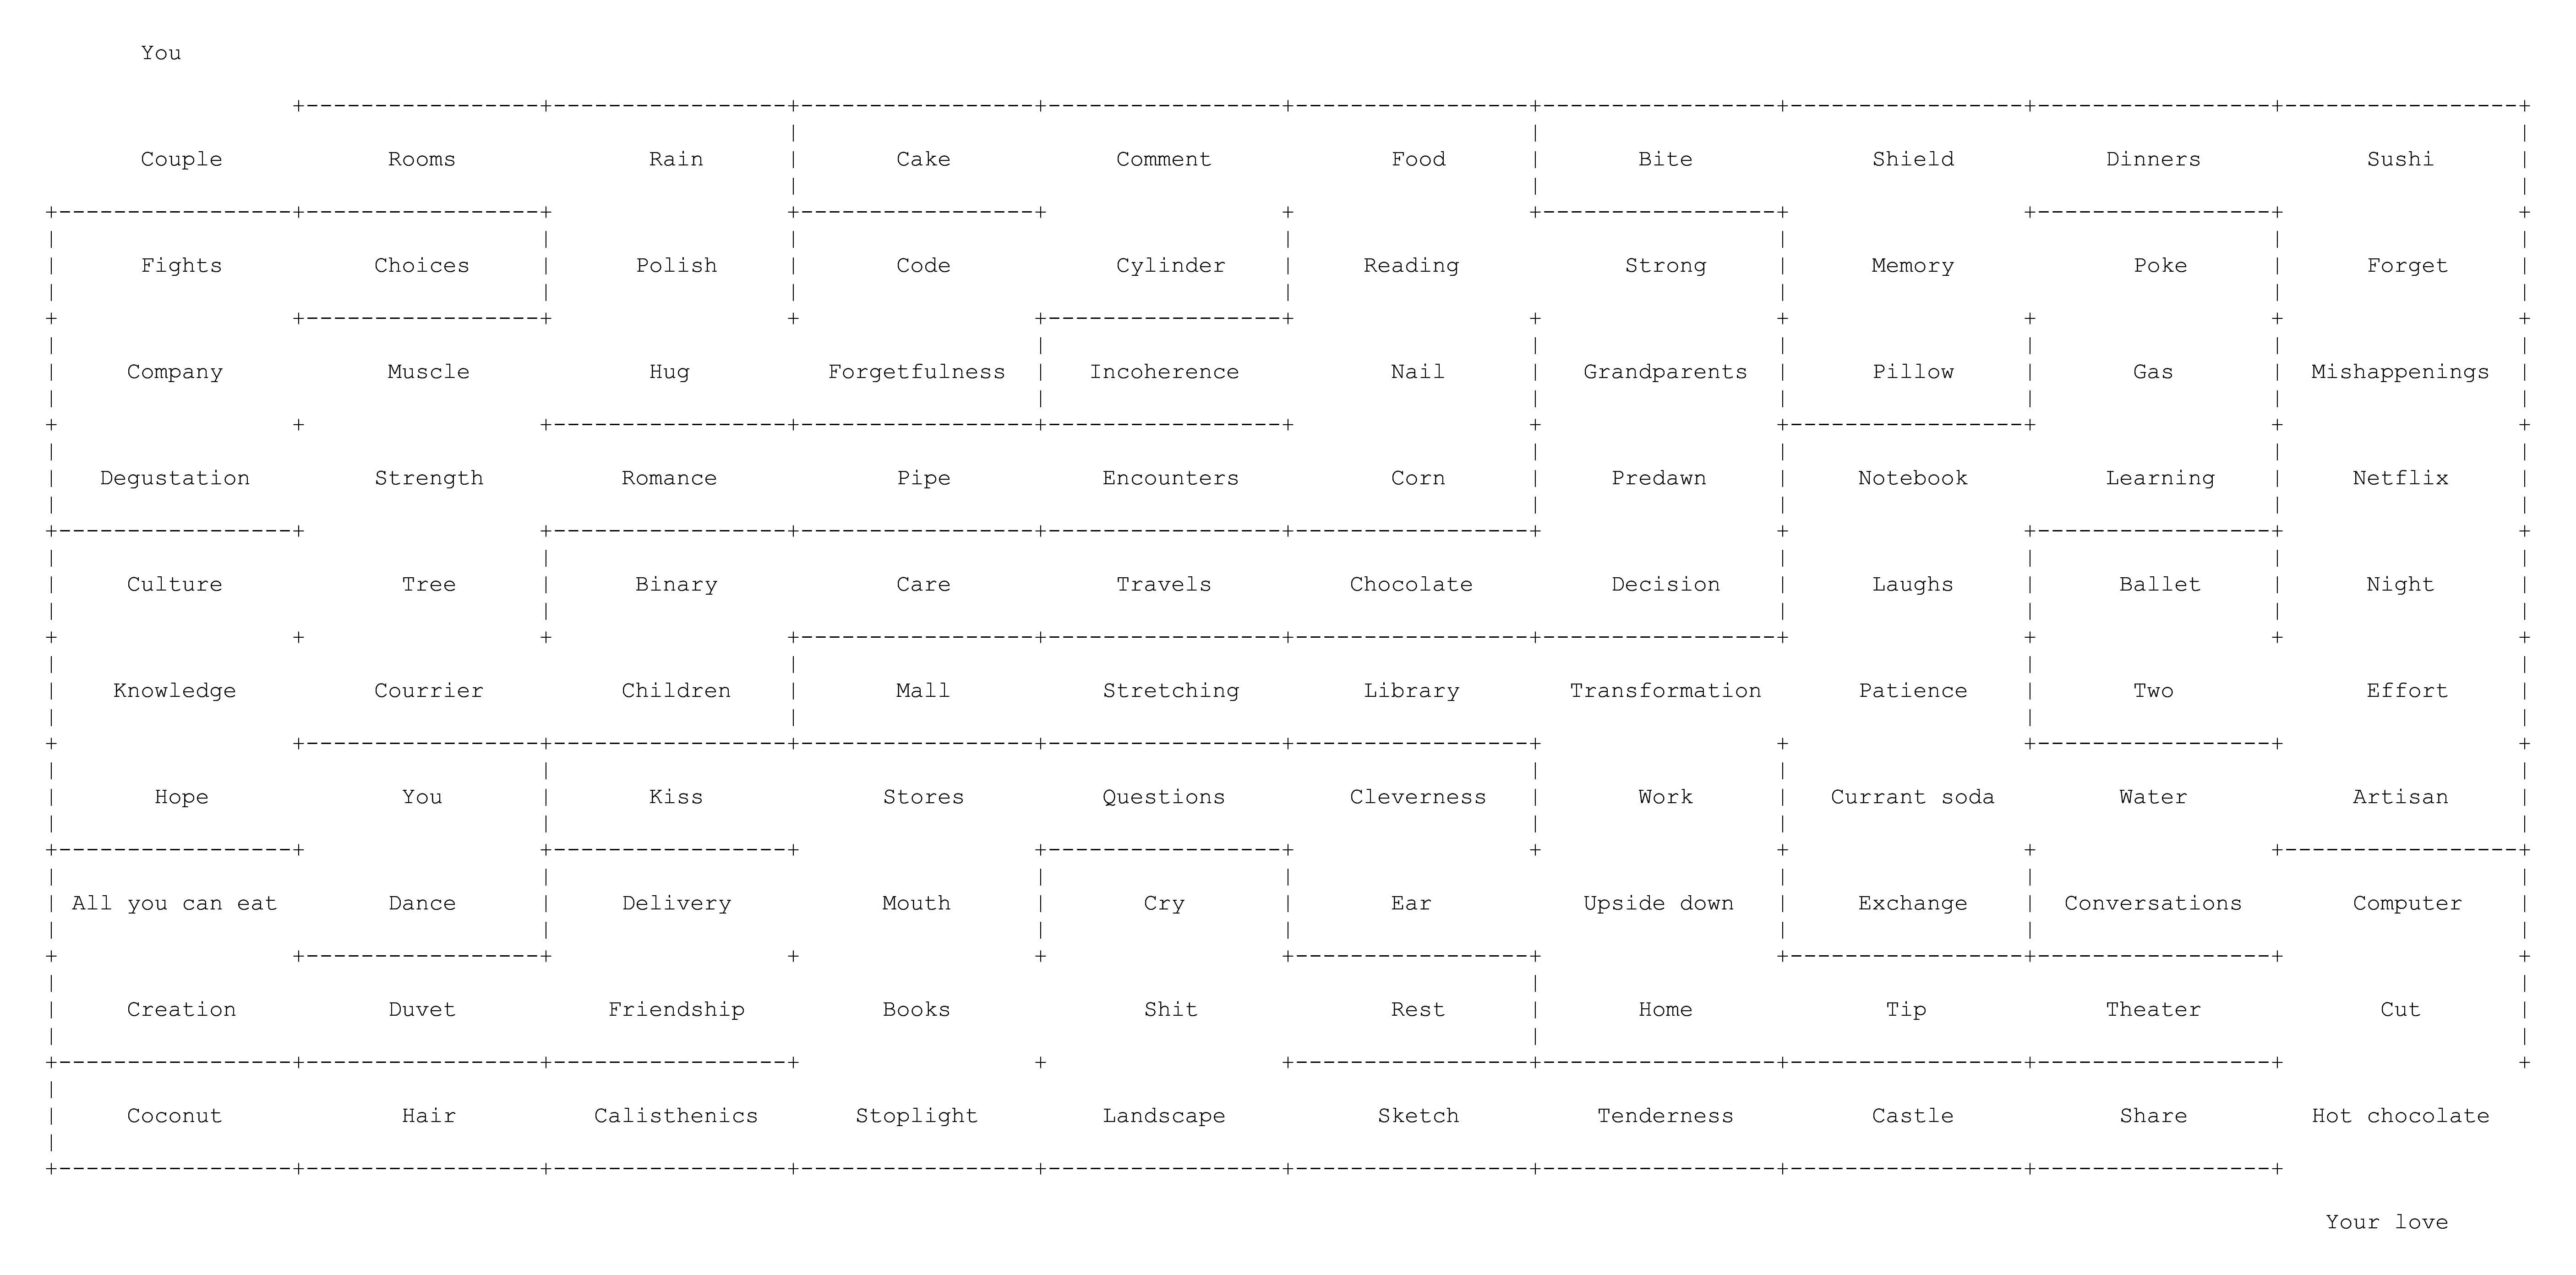 You
Couple Rooms Rain Cake Comment Food Bite Shield Dinners Sushi
Fights Choices Polish Code Cylinder Reading Strong Memory Poke Forget
Company Muscle Hug Forgetfulness Incoherence Nail Grandparents Pillow Gas Mishappenings
Degustation Strength Romance Pipe Encounters Corn Predawn Notebook Learning Netflix
Culture Tree Binary Care Travels Chocolate Decision Laughs Ballet Night
Knowledge Courrier Children Mall Stretching Library Transformation Patience Two Effort
Hope You Kiss Stores Questions Cleverness Work Currant soda Water Artisan
All you can eat Dance Delivery Mouth Cry Ear Upside down Exchange Conversations Computer
Creation Duvet Friendship Books Shit Rest Home Tip Theater Cut
Coconut Hair Calisthenics Stoplight Landscape Sketch Tenderness Castle Share Hot chocolate
Your love